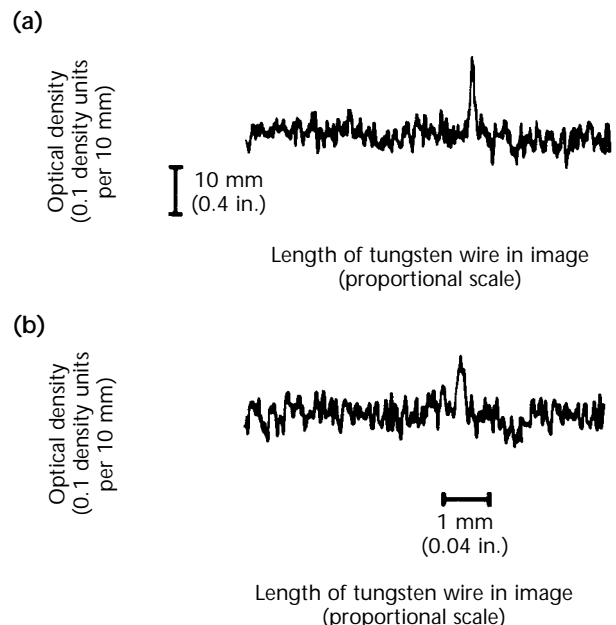 (a)
Optical density
(0.1 density units
per 10 mm)
10 mm
(0.4 in.)
Length of tungsten wire in image
(proportional scale)
(b)
Optical density
(0.1 density units
per 10 mm)
1 mm
(0.04 in.)
Length of tungsten wire in image
(proportional scale)